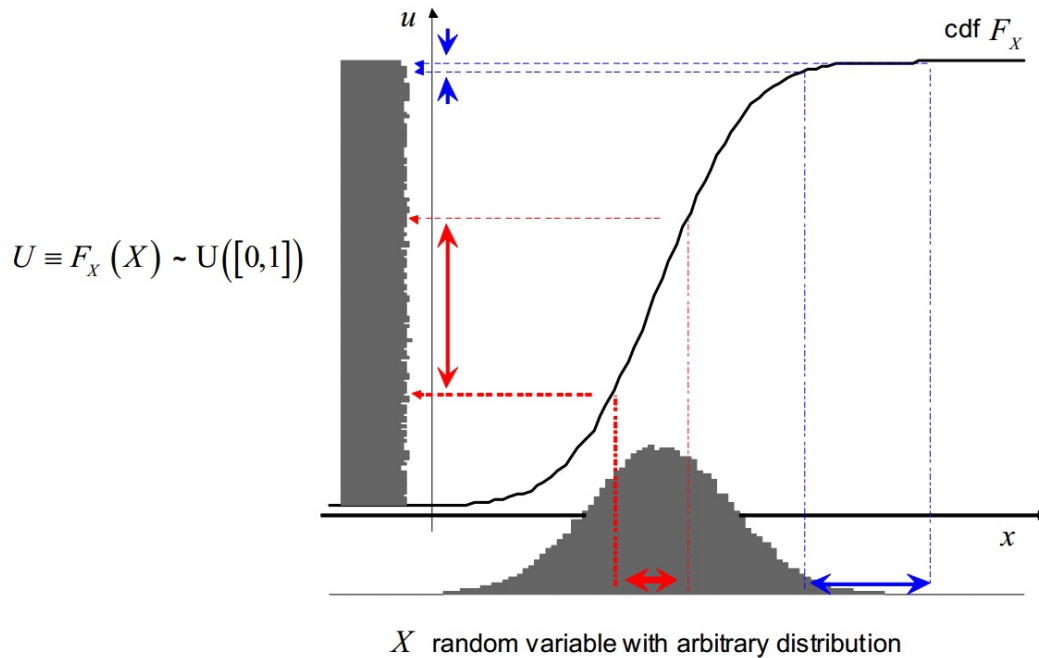 u
cdf F_X
U ≡ F_X (X) ~ U([0,1])
x
X random variable with arbitrary distribution